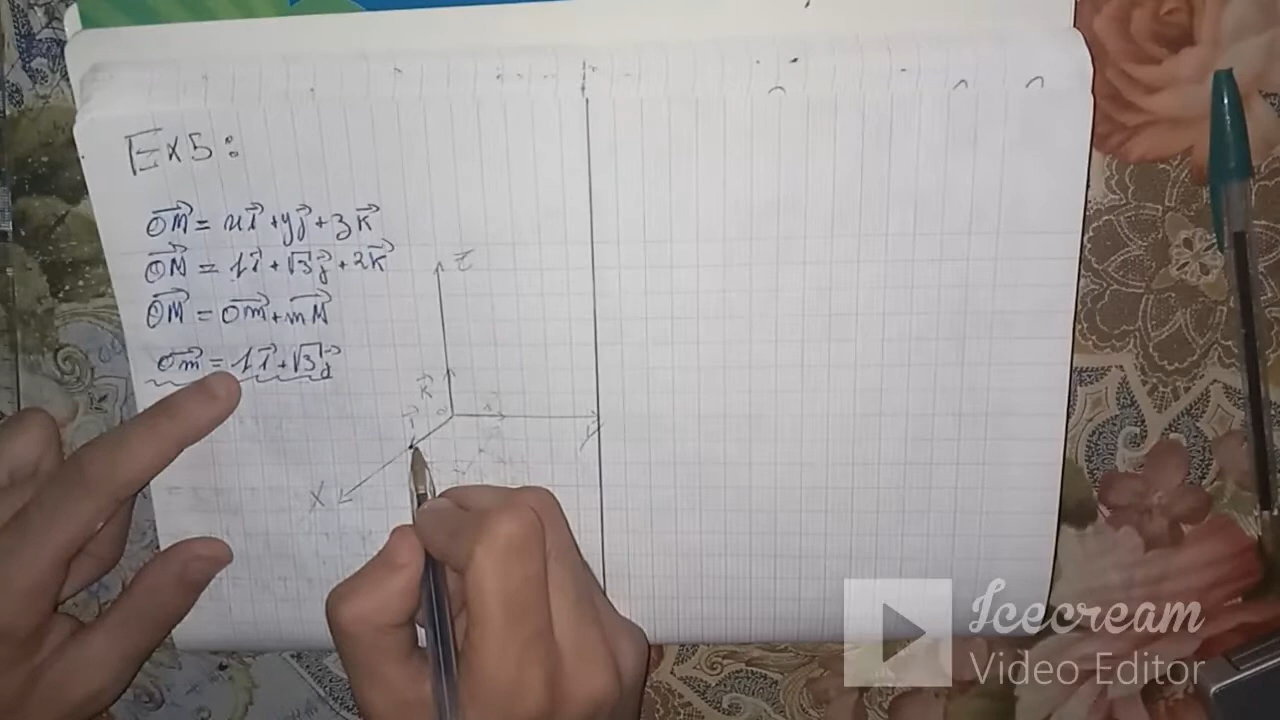 Ex5:
OM⃗ = xi⃗ + yj⃗ + zk⃗
OM⃗ = 1i⃗ + √3j⃗ + 2k⃗
OM⃗ = Om⃗ + mM⃗
Om⃗ = 1i⃗ + √3j⃗
Z
k⃗
i⃗
y
X
Icecream
Video Editor